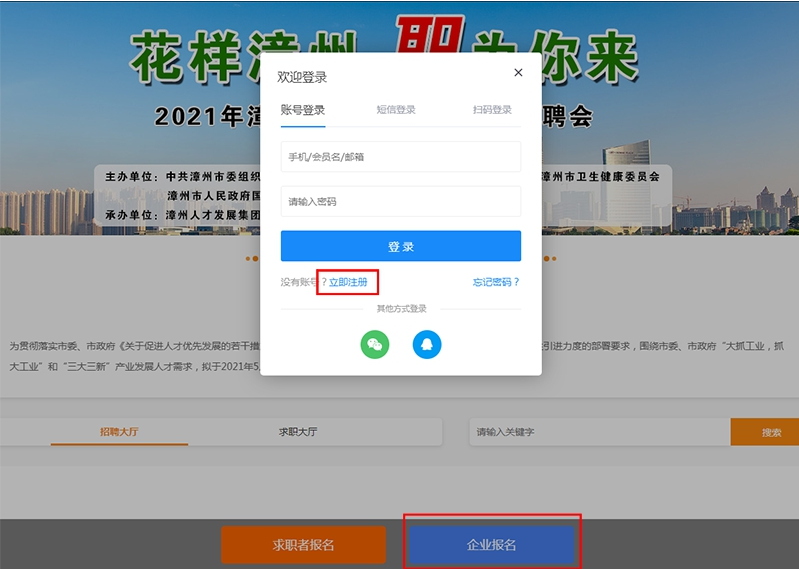 花样漳州 职为你来
2021年漳
聘会
主办单位：中共漳州市委组织
漳州市卫生健康委员会
漳州市人民政府国
承办单位：漳州人才发展集团
欢迎登录
账号登录 短信登录 扫码登录
手机/会员名/邮箱
请输入密码
登 录
没有账号？立即注册 忘记密码？
其他方式登录
为贯彻落实市委、市政府《关于促进人才优先发展的若干措
引进力度的部署要求，围绕市委、市政府“大抓工业，抓
大工业”和“三大三新”产业发展人才需求，拟于2021年5
招聘大厅 求职大厅 请输入关键字 搜索
求职者报名 企业报名